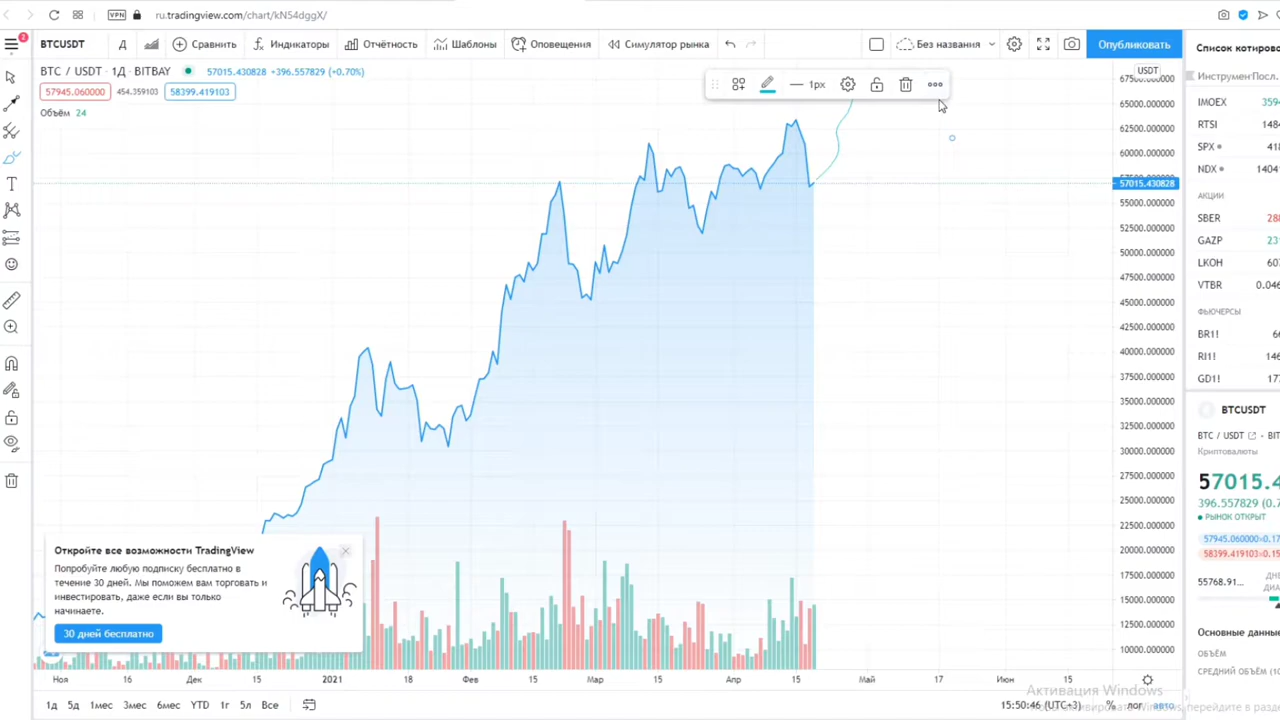 VPN
ru.tradingview.com/chart/kN54dggX/
2
BTCUSDT
Д
Сравнить
Индикаторы
Отчётность
Шаблоны
Оповещения
Симулятор рынка
Без названия
Опубликовать
Список котиров
BTC / USDT · 1Д · BITBAY
57015.430828 +396.557829 (+0.70%)
57945.060000
454.359103
58399.419103
Объём 24
1px
USDT
65000.000000
62500.000000
60000.000000
57015.430828
55000.000000
52500.000000
50000.000000
47500.000000
45000.000000
42500.000000
40000.000000
37500.000000
35000.000000
32500.000000
30000.000000
27500.000000
25000.000000
22500.000000
20000.000000
17500.000000
15000.000000
12500.000000
10000.000000
Инструмент
Посл.
IMOEX
RTSI
SPX
NDX
АКЦИИ
SBER
GAZP
LKOH
VTBR
ФЬЮЧЕРСЫ
BR1!
RI1!
GD1!
BTCUSDT
BTC / USDT
Криптовалюты
57015.4
396.557829
РЫНОК ОТКРЫТ
57945.060000
58399.419103
55768.91...
Основные данные
ОБЪЁМ
СРЕДНИЙ ОБЪЁМ (10
Откройте все возможности TradingView
Попробуйте любую подписку бесплатно в
течение 30 дней. Мы поможем вам торговать и
инвестировать, даже если вы только
начинаете.
30 дней бесплатно
Ноя
16
Дек
15
2021
18
Фев
15
Мар
15
Апр
15
Май
17
Июн
15
1д
5д
1мес
3мес
6мес
YTD
1г
5л
Все
15:50:46 (UTC+3)
%
лог
авто
Активация Windows